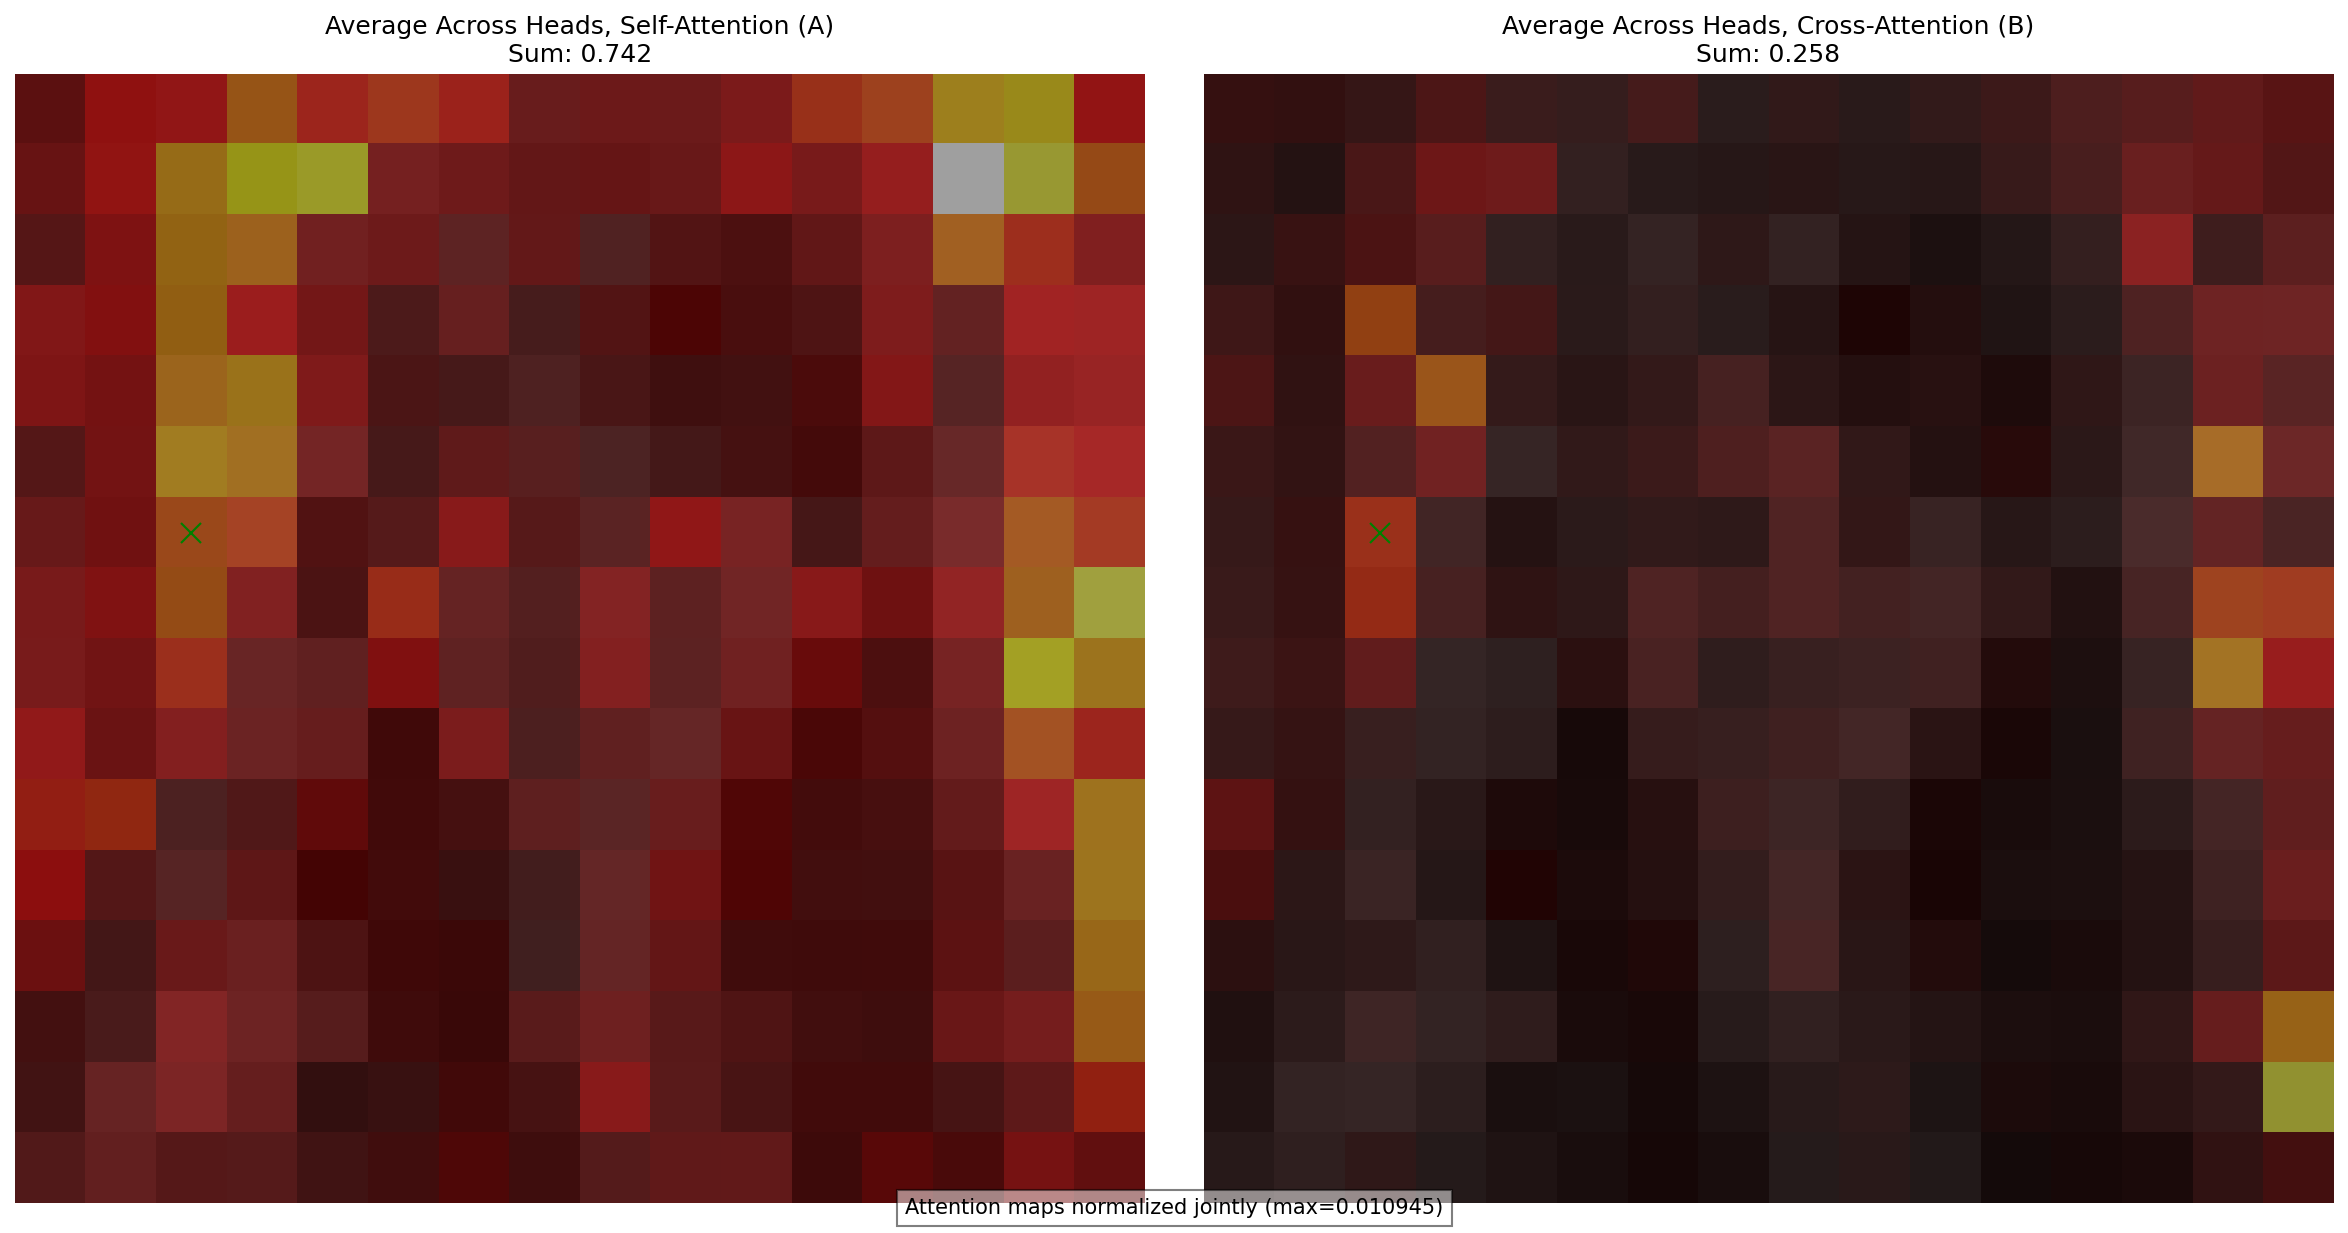 Average Across Heads, Self-Attention (A)
Sum: 0.742
Average Across Heads, Cross-Attention (B)
Sum: 0.258
Attention maps normalized jointly (max=0.010945)